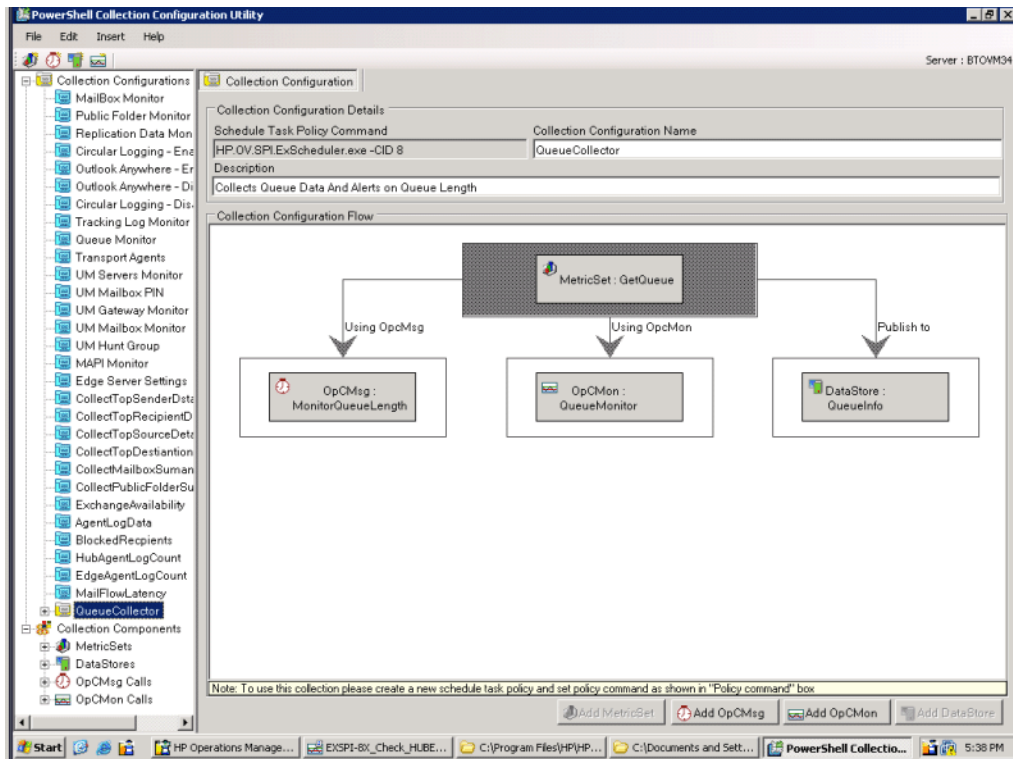 PowerShell Collection Configuration Utility
File Edit Insert Help
Server : BTOVM34
Collection Configurations
MailBox Monitor
Public Folder Monitor
Replication Data Mon
Circular Logging - Ena
Outlook Anywhere - Er
Outlook Anywhere - Di
Circular Logging - Dis
Tracking Log Monitor
Queue Monitor
Transport Agents
UM Servers Monitor
UM Mailbox PIN
UM Gateway Monitor
UM Mailbox Monitor
UM Hunt Group
MAPI Monitor
Edge Server Settings
CollectTopSenderDsta
CollectTopRecipientD
CollectTopSourceDeta
CollectTopDestiantion
CollectMailboxSuman
CollectPublicFolderSu
ExchangeAvailability
AgentLogData
BlockedRecpients
HubAgentLogCount
EdgeAgentLogCount
MailFlowLatency
QueueCollector
Collection Components
MetricSets
DataStores
OpCMsg Calls
OpCMon Calls
Collection Configuration
Collection Configuration Details
Schedule Task Policy Command
Collection Configuration Name
HP.OV.SPI.ExScheduler.exe -CID 8
QueueCollector
Description
Collects Queue Data And Alerts on Queue Length
Collection Configuration Flow
MetricSet : GetQueue
Using OpcMsg
Using OpcMon
Publish to
OpCMsg :
MonitorQueueLength
OpCMon :
QueueMonitor
DataStore :
QueueInfo
Note: To use this collection please create a new schedule task policy and set policy command as shown in "Policy command" box
Add MetricSet
Add OpCMsg
Add OpCMon
Add DataStore
Start
HP Operations Manage...
EXSPI-8X_Check_HUBE...
C:\Program Files\HP\HP...
C:\Documents and Sett...
PowerShell Collectio...
5:38 PM